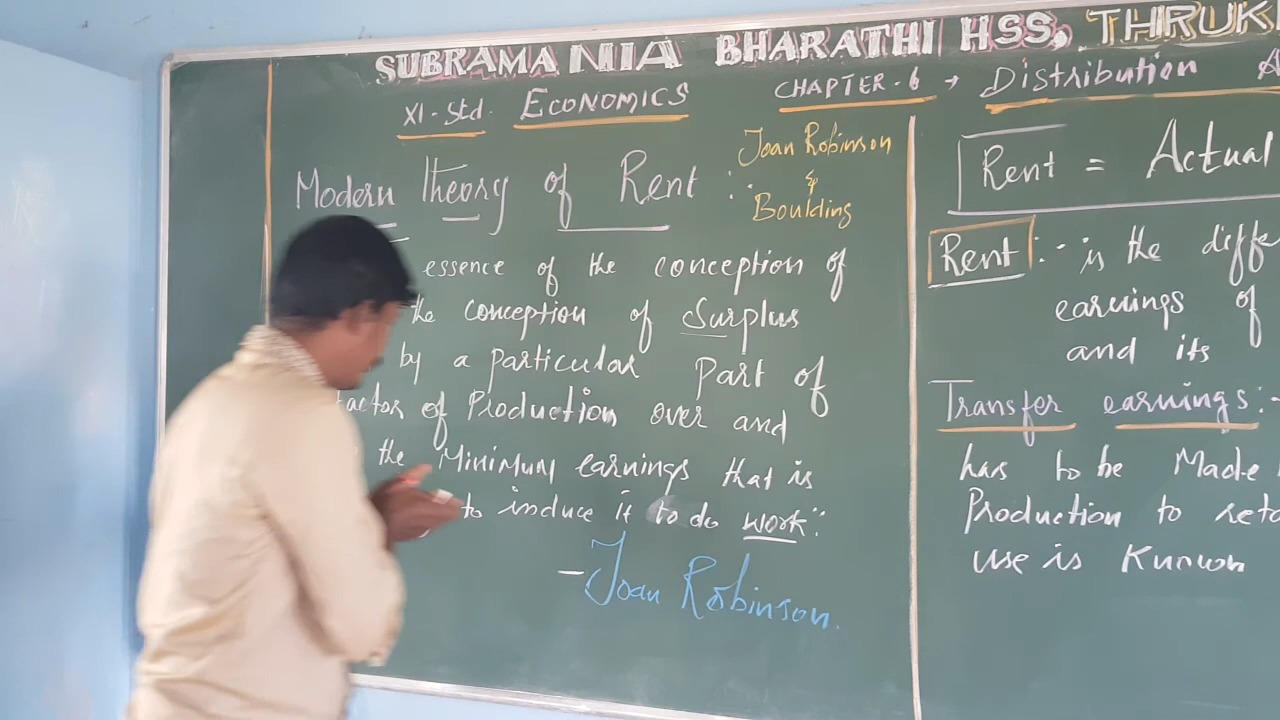 SUBRAMANIA BHARATHI HSS, THRUK
XI-Std. ECONOMICS
CHAPTER-6 → Distribution A
Modern Theory of Rent :-
Joan Robinson
&
Boulding
essence of the conception of
the conception of Surplus
by a particular Part of
factor of Production over and
the Minimum earnings that is
to induce it to do work"
- Joan Robinson.
Rent = Actual
Rent :- is the diffe
earnings of
and its
Transfer earnings :-
has to be Made
Production to reta
use is Known